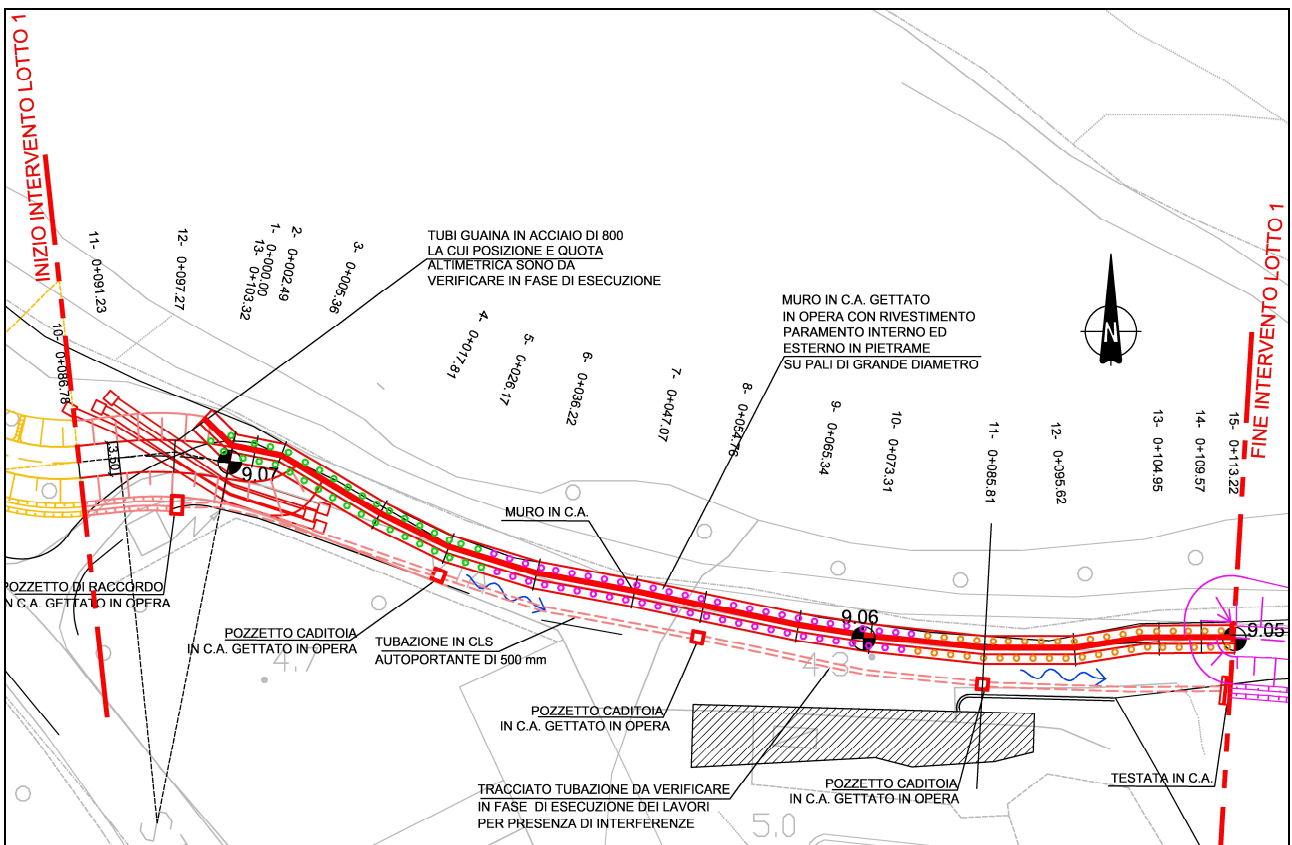 INIZIO INTERVENTO LOTTO 1
11- 0+091.23
12- 0+097.27
1- 0+000.00
13- 0+103.32
2- 0+002.49
3- 0+005.36
10- 0+086.78
TUBI GUAINA IN ACCIAIO DI 800
LA CUI POSIZIONE E QUOTA
ALTIMETRICA SONO DA
VERIFICARE IN FASE DI ESECUZIONE
4- 0+017.81
5- 0+026.17
6- 0+036.22
7- 0+047.07
8- 0+054.76
9- 0+065.34
10- 0+073.31
11- 0+085.81
12- 0+095.62
13- 0+104.95
14- 0+109.57
15- 0+113.22
MURO IN C.A. GETTATO
IN OPERA CON RIVESTIMENTO
PARAMENTO INTERNO ED
ESTERNO IN PIETRAME
SU PALI DI GRANDE DIAMETRO
N
FINE INTERVENTO LOTTO 1
13.50
9.07
MURO IN C.A.
POZZETTO DI RACCORDO
IN C.A. GETTATO IN OPERA
POZZETTO CADITOIA
IN C.A. GETTATO IN OPERA
4.7
TUBAZIONE IN CLS
AUTOPORTANTE DI 500 mm
9.06
4.3
9.05
POZZETTO CADITOIA
IN C.A. GETTATO IN OPERA
TRACCIATO TUBAZIONE DA VERIFICARE
IN FASE DI ESECUZIONE DEI LAVORI
PER PRESENZA DI INTERFERENZE
POZZETTO CADITOIA
IN C.A. GETTATO IN OPERA
TESTATA IN C.A.
5.0